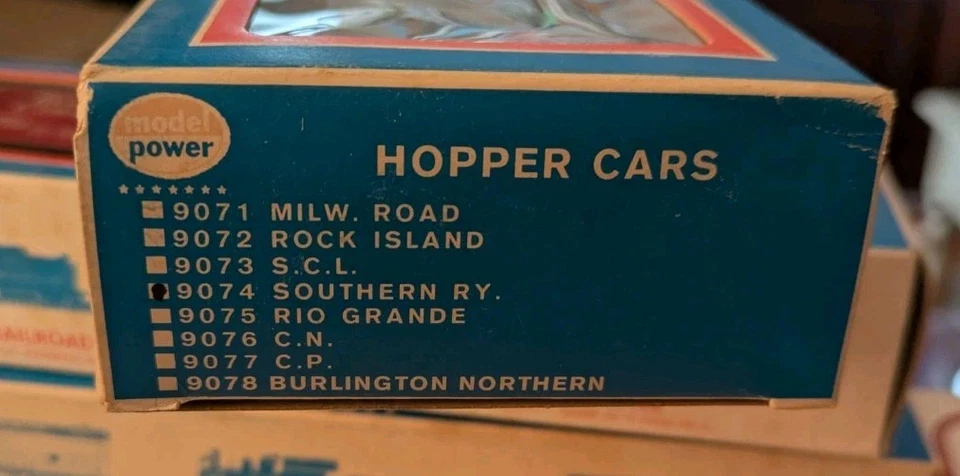 model
power
HOPPER CARS
9071 MILW. ROAD
9072 ROCK ISLAND
9073 S.C.L.
9074 SOUTHERN RY.
9075 RIO GRANDE
9076 C.N.
9077 C.P.
9078 BURLINGTON NORTHERN
RAILROAD